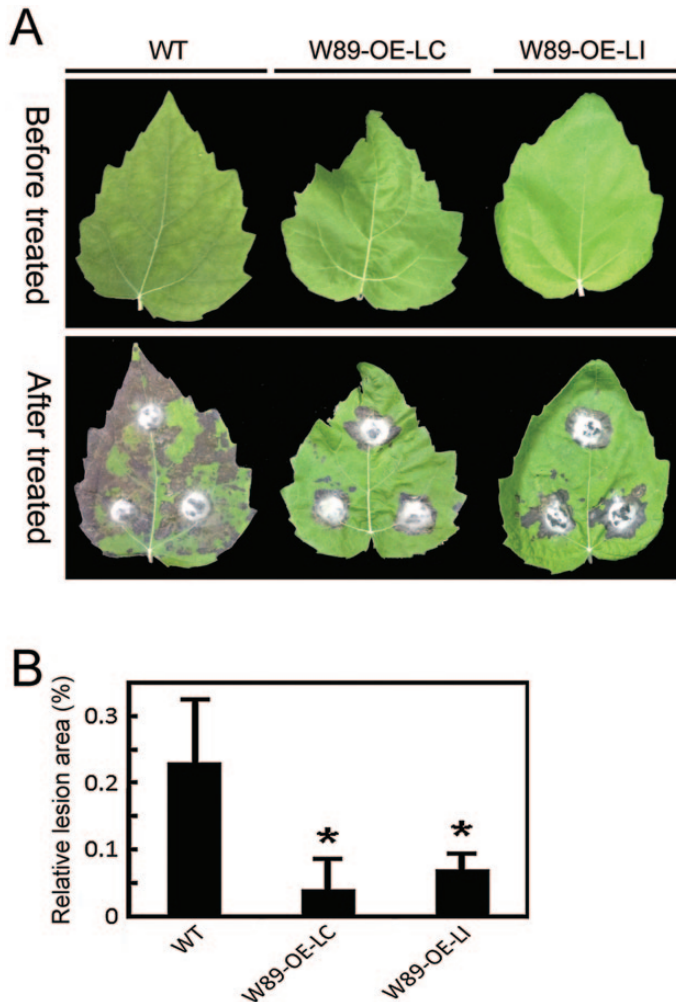 A
WT W89-OE-LC W89-OE-LI
Before treated
After treated
B
Relative lesion area (%)
0.3
0.2
0.1
0
* *
WT W89-OE-LC W89-OE-LI